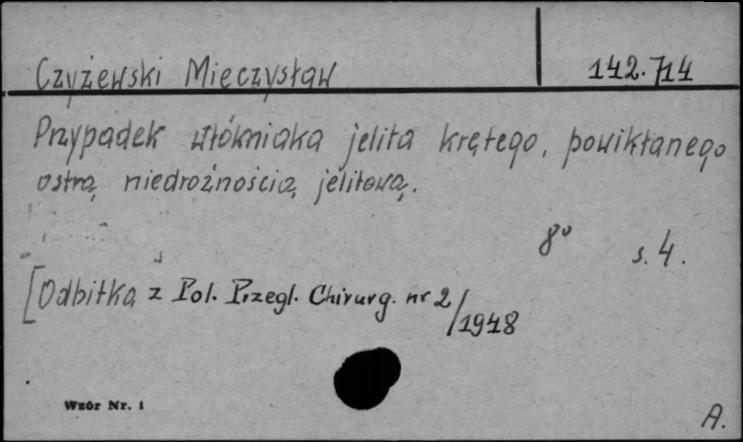 Czyżewski Mieczysław 142.714
Przypadek włókniaka jelita krętego, powikłanego
ostrą niedrożnością jelitową.
8° s. 4.
[Odbitka z Pol. Przegl. Chirurg. nr 2/1948
Wzór Nr. 1
A.